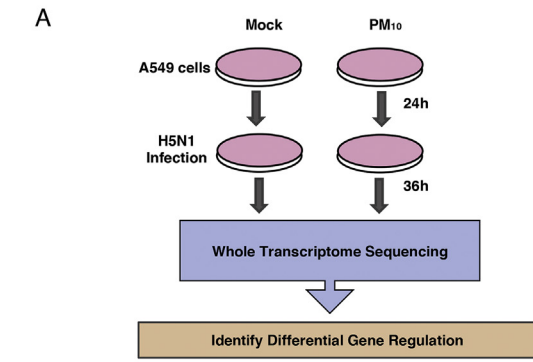 A
Mock PM10
A549 cells
24h
H5N1
Infection
36h
Whole Transcriptome Sequencing
Identify Differential Gene Regulation